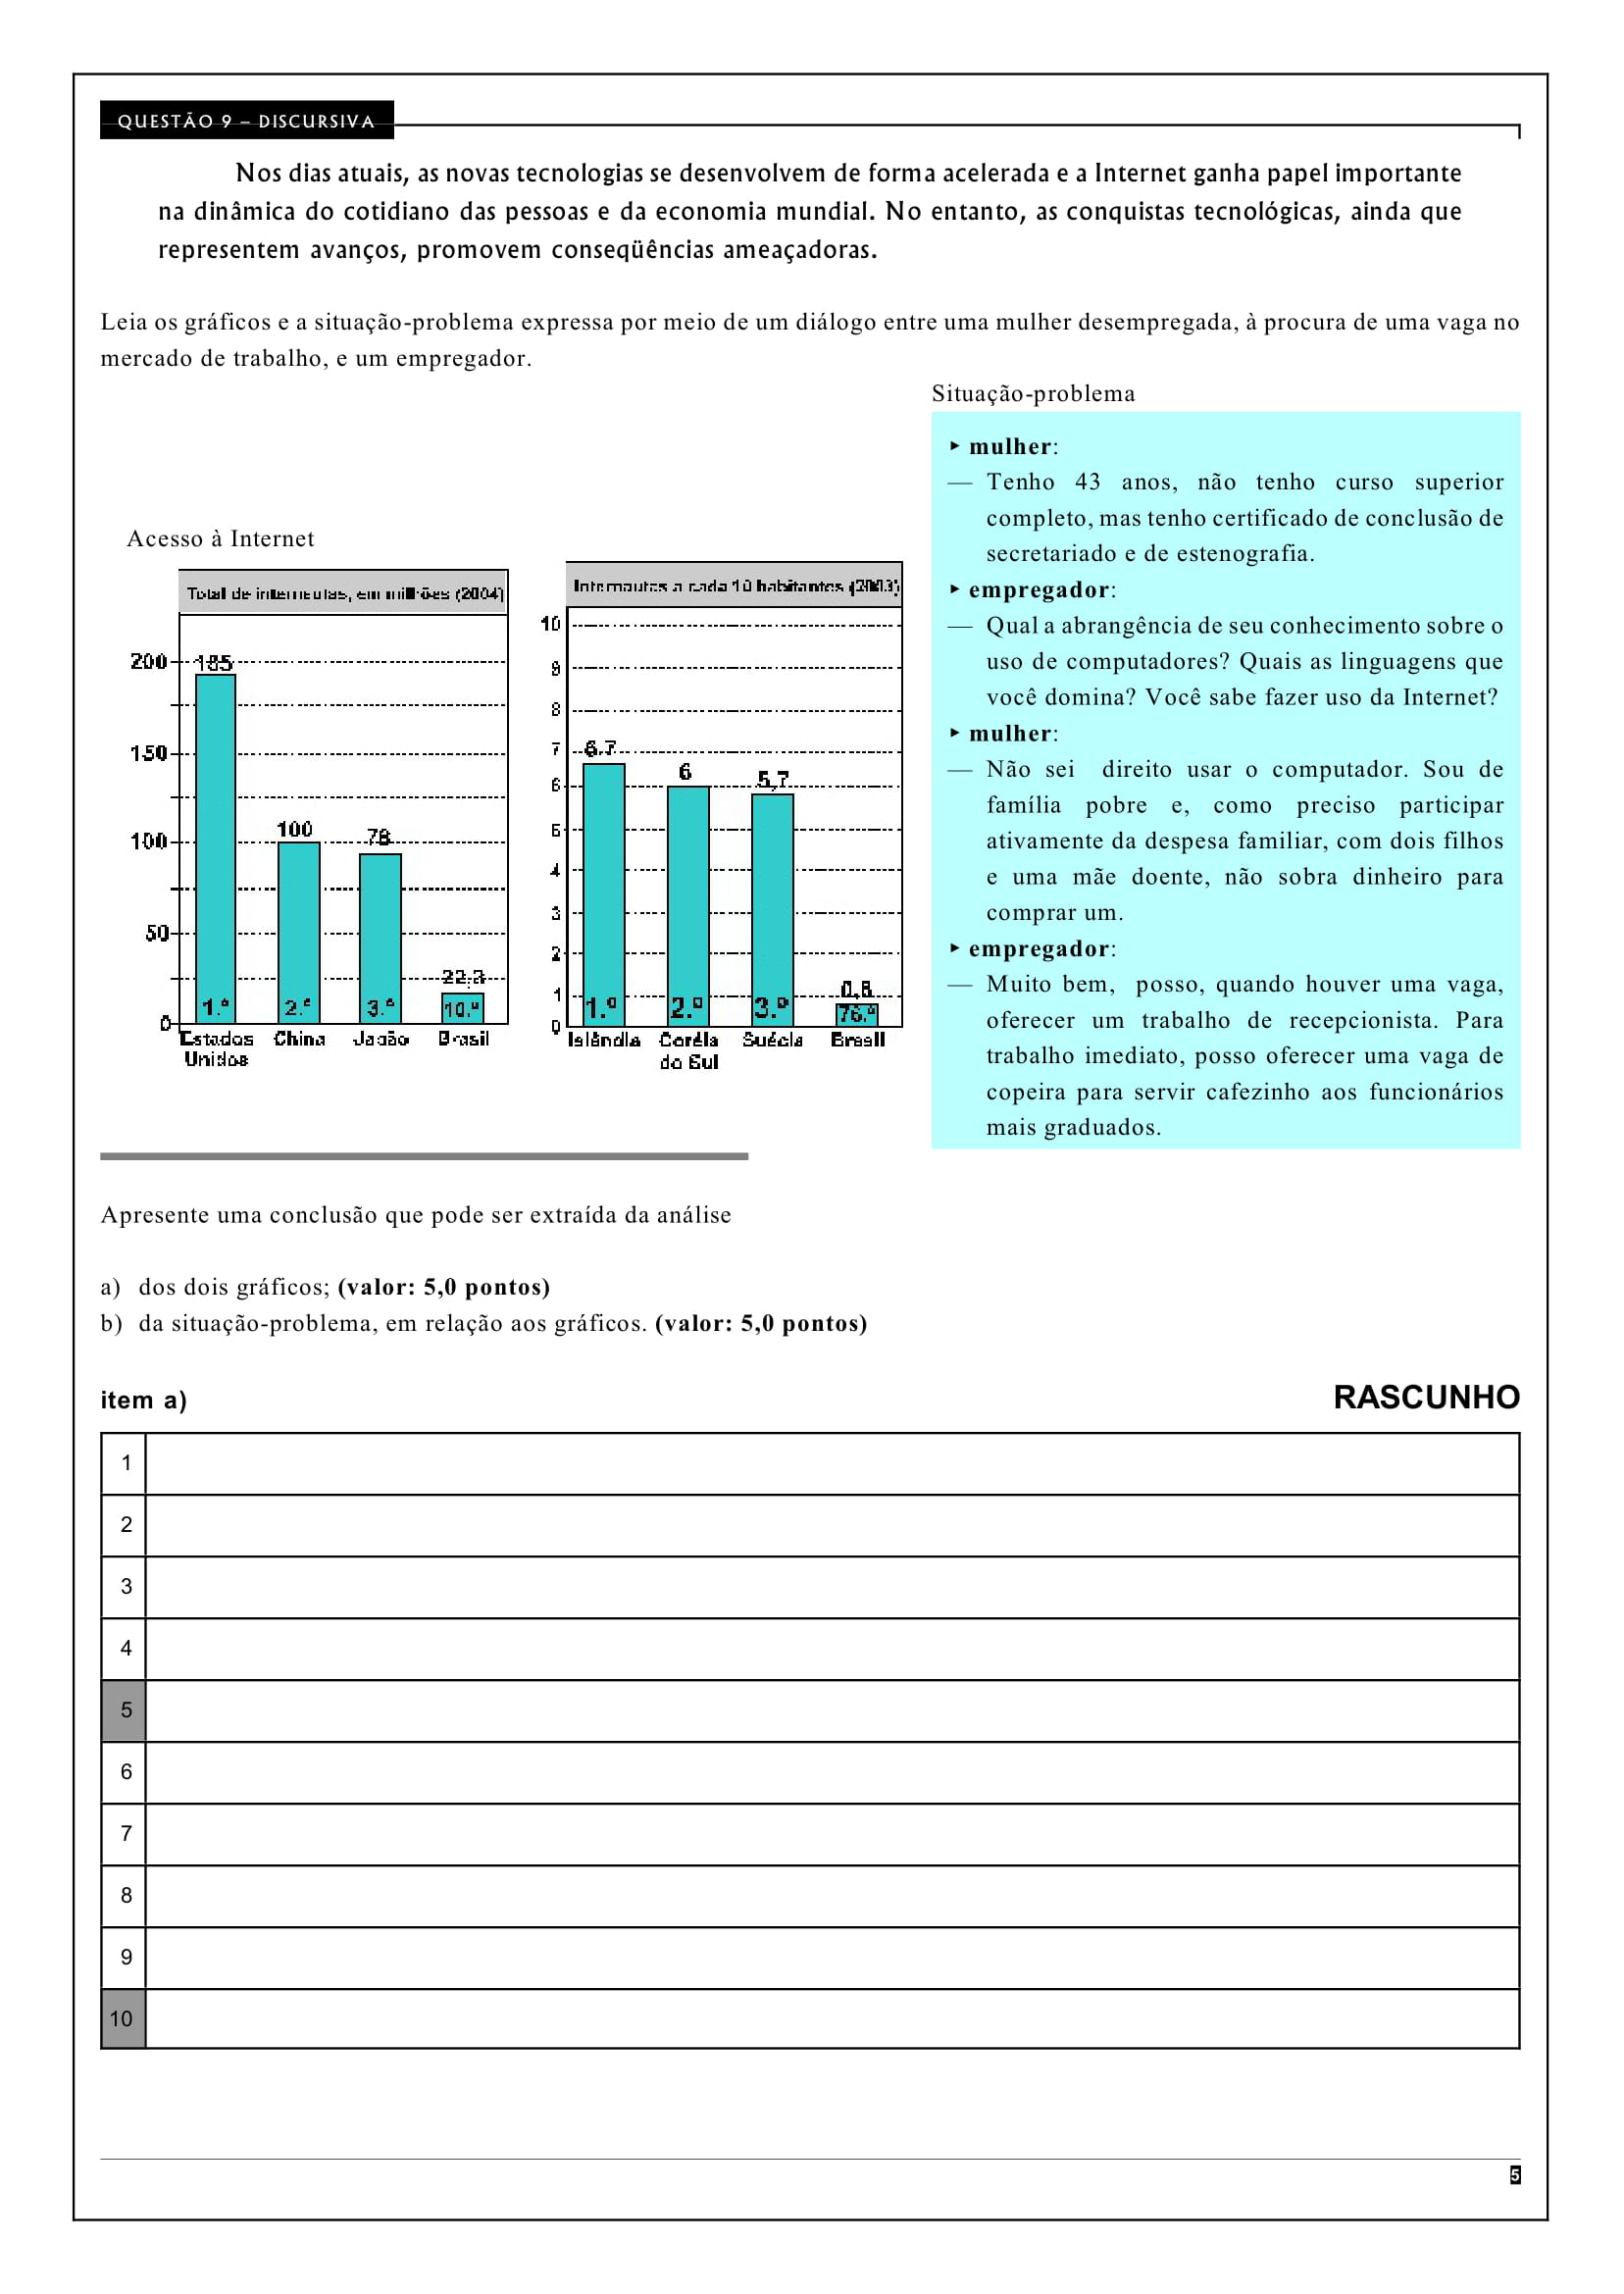 QUESTÃO 9 – DISCURSIVA
Nos dias atuais, as novas tecnologias se desenvolvem de forma acelerada e a Internet ganha papel importante
na dinâmica do cotidiano das pessoas e da economia mundial. No entanto, as conquistas tecnológicas, ainda que
representem avanços, promovem conseqüências ameaçadoras.
Leia os gráficos e a situação-problema expressa por meio de um diálogo entre uma mulher desempregada, à procura de uma vaga no
mercado de trabalho, e um empregador.
Acesso à Internet
Total de internautas, em milhões (2004)
200
150
100
50
0
185
100
78
22,3
1.º
2.º
3.º
10.º
Estados
Unidos
China
Japão
Brasil
Internautas a cada 10 habitantes (2003)
10
9
8
7
6
5
4
3
2
1
0
6,7
6
5,7
0,8
1.º
2.º
3.º
76.º
Islândia
Coréia
do Sul
Suécia
Brasil
Situação-problema
▸ mulher:
— Tenho 43 anos, não tenho curso superior
completo, mas tenho certificado de conclusão de
secretariado e de estenografia.
▸ empregador:
— Qual a abrangência de seu conhecimento sobre o
uso de computadores? Quais as linguagens que
você domina? Você sabe fazer uso da Internet?
▸ mulher:
— Não sei direito usar o computador. Sou de
família pobre e, como preciso participar
ativamente da despesa familiar, com dois filhos
e uma mãe doente, não sobra dinheiro para
comprar um.
▸ empregador:
— Muito bem, posso, quando houver uma vaga,
oferecer um trabalho de recepcionista. Para
trabalho imediato, posso oferecer uma vaga de
copeira para servir cafezinho aos funcionários
mais graduados.
Apresente uma conclusão que pode ser extraída da análise
a) dos dois gráficos; (valor: 5,0 pontos)
b) da situação-problema, em relação aos gráficos. (valor: 5,0 pontos)
item a)
RASCUNHO
1
2
3
4
5
6
7
8
9
10
5